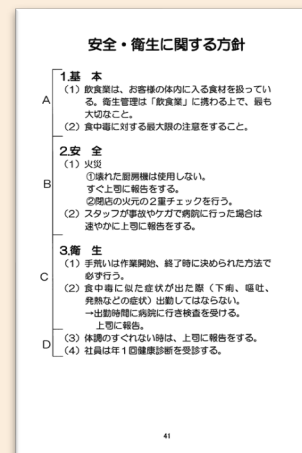 安全・衛生に関する方針
A
1.基　本
（1）飲食業は、お客様の体内に入る食材を扱ってい
る。衛生管理は「飲食業」に携わる上で、最も
大切なこと。
（2）食中毒に対する最大限の注意をすること。
B
2.安　全
（1）火災
①壊れた厨房機は使用しない。
すぐ上司に報告をする。
②閉店の火元の２重チェックを行う。
（2）スタッフが事故やケガで病院に行った場合は
速やかに上司に報告をする。
C
3.衛　生
（1）手荒いは作業開始、終了時に決められた方法で
必ず行う。
（2）食中毒に似た症状が出た際（下痢、嘔吐、
発熱などの症状）出勤してはならない。
→出勤時間に病院に行き検査を受ける。
上司に報告。
D
（3）体調のすぐれない時は、上司に報告をする。
（4）社員は年１回健康診断を受診する。
41